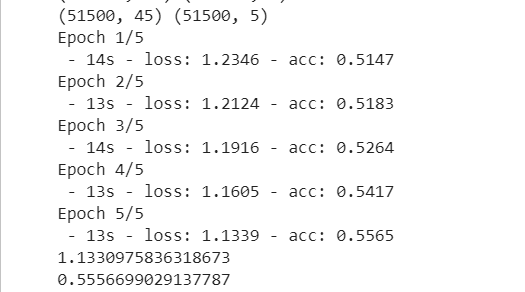 (51500, 45) (51500, 5)
Epoch 1/5
 - 14s - loss: 1.2346 - acc: 0.5147
Epoch 2/5
 - 13s - loss: 1.2124 - acc: 0.5183
Epoch 3/5
 - 14s - loss: 1.1916 - acc: 0.5264
Epoch 4/5
 - 13s - loss: 1.1605 - acc: 0.5417
Epoch 5/5
 - 13s - loss: 1.1339 - acc: 0.5565
1.1330975836318673
0.5556699029137787